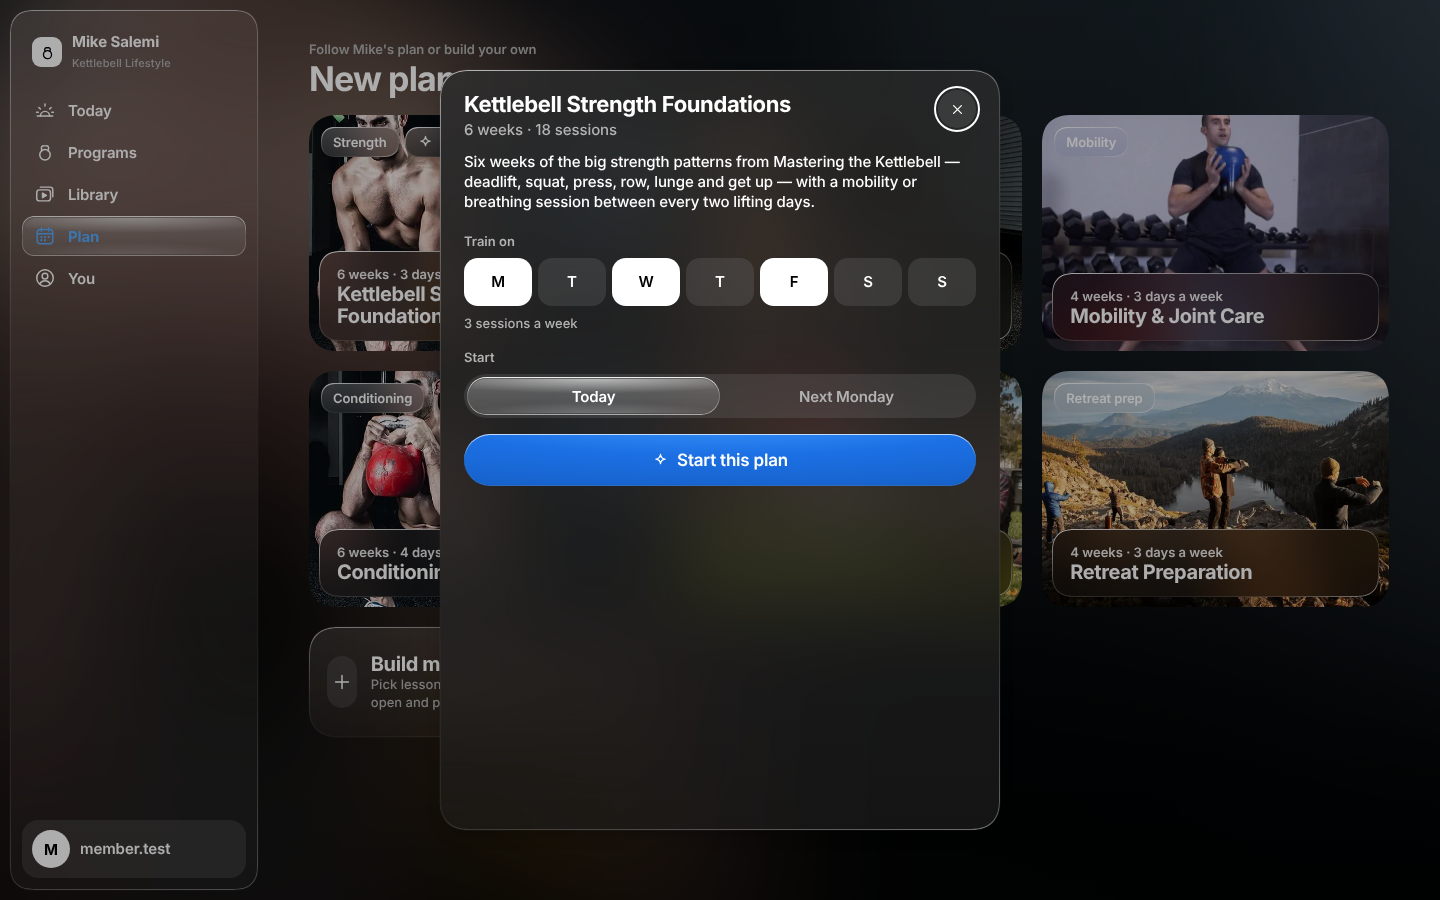 Mike Salemi
Kettlebell Lifestyle
Today
Programs
Library
Plan
You
M
member.test
Follow Mike's plan or build your own
New plan
Strength
6 weeks · 3 days
Kettlebell S
Foundation
Mobility
4 weeks · 3 days a week
Mobility & Joint Care
Conditioning
6 weeks · 4 days
Conditionin
Retreat prep
4 weeks · 3 days a week
Retreat Preparation
Build m
Pick lesson
open and p
Kettlebell Strength Foundations
6 weeks · 18 sessions
Six weeks of the big strength patterns from Mastering the Kettlebell —
deadlift, squat, press, row, lunge and get up — with a mobility or
breathing session between every two lifting days.
Train on
M T W T F S S
3 sessions a week
Start
Today Next Monday
Start this plan